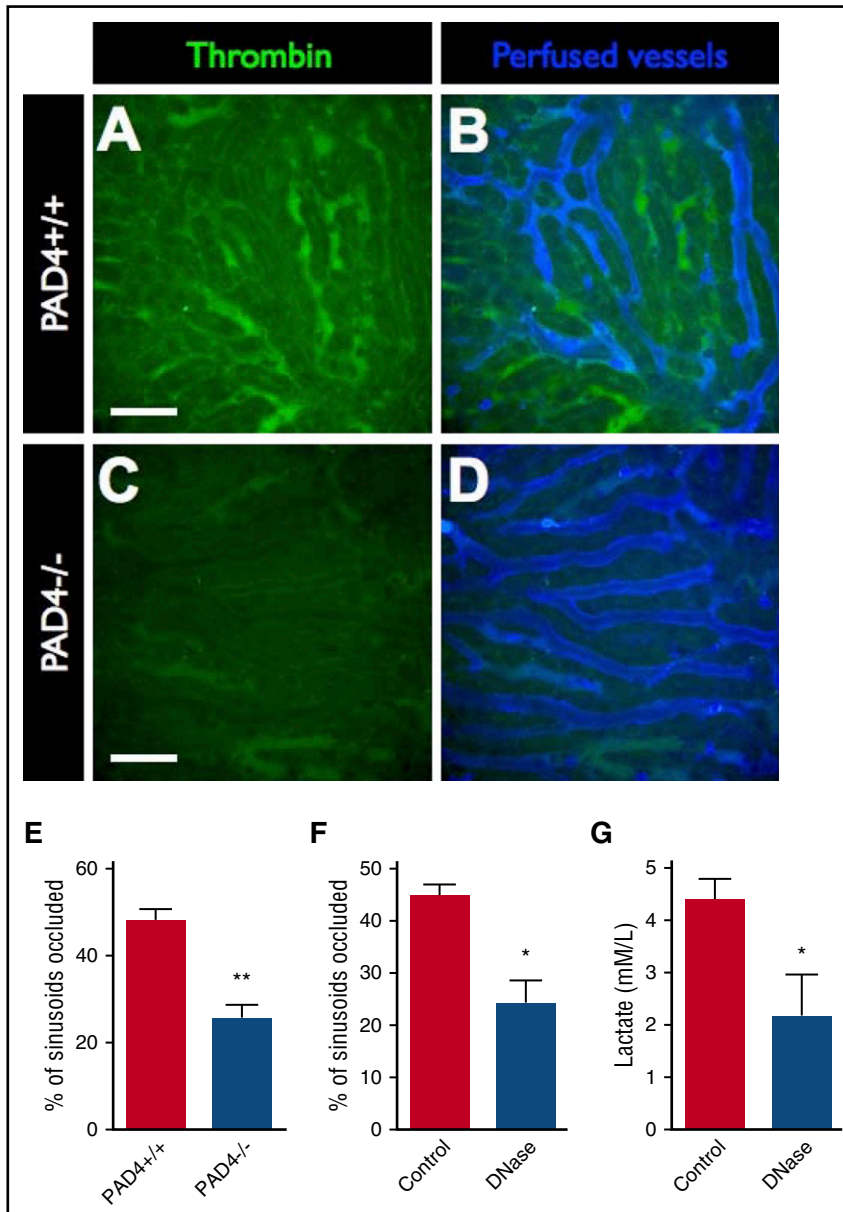 Thrombin
Perfused vessels
PAD4+/+
A
B
PAD4-/-
C
D
E
F
G
% of sinusoids occluded
60
40
20
0
**
PAD4+/+
PAD4-/-
% of sinusoids occluded
50
40
30
20
10
0
*
Control
DNase
Lactate (mM/L)
5
4
3
2
1
0
*
Control
DNase